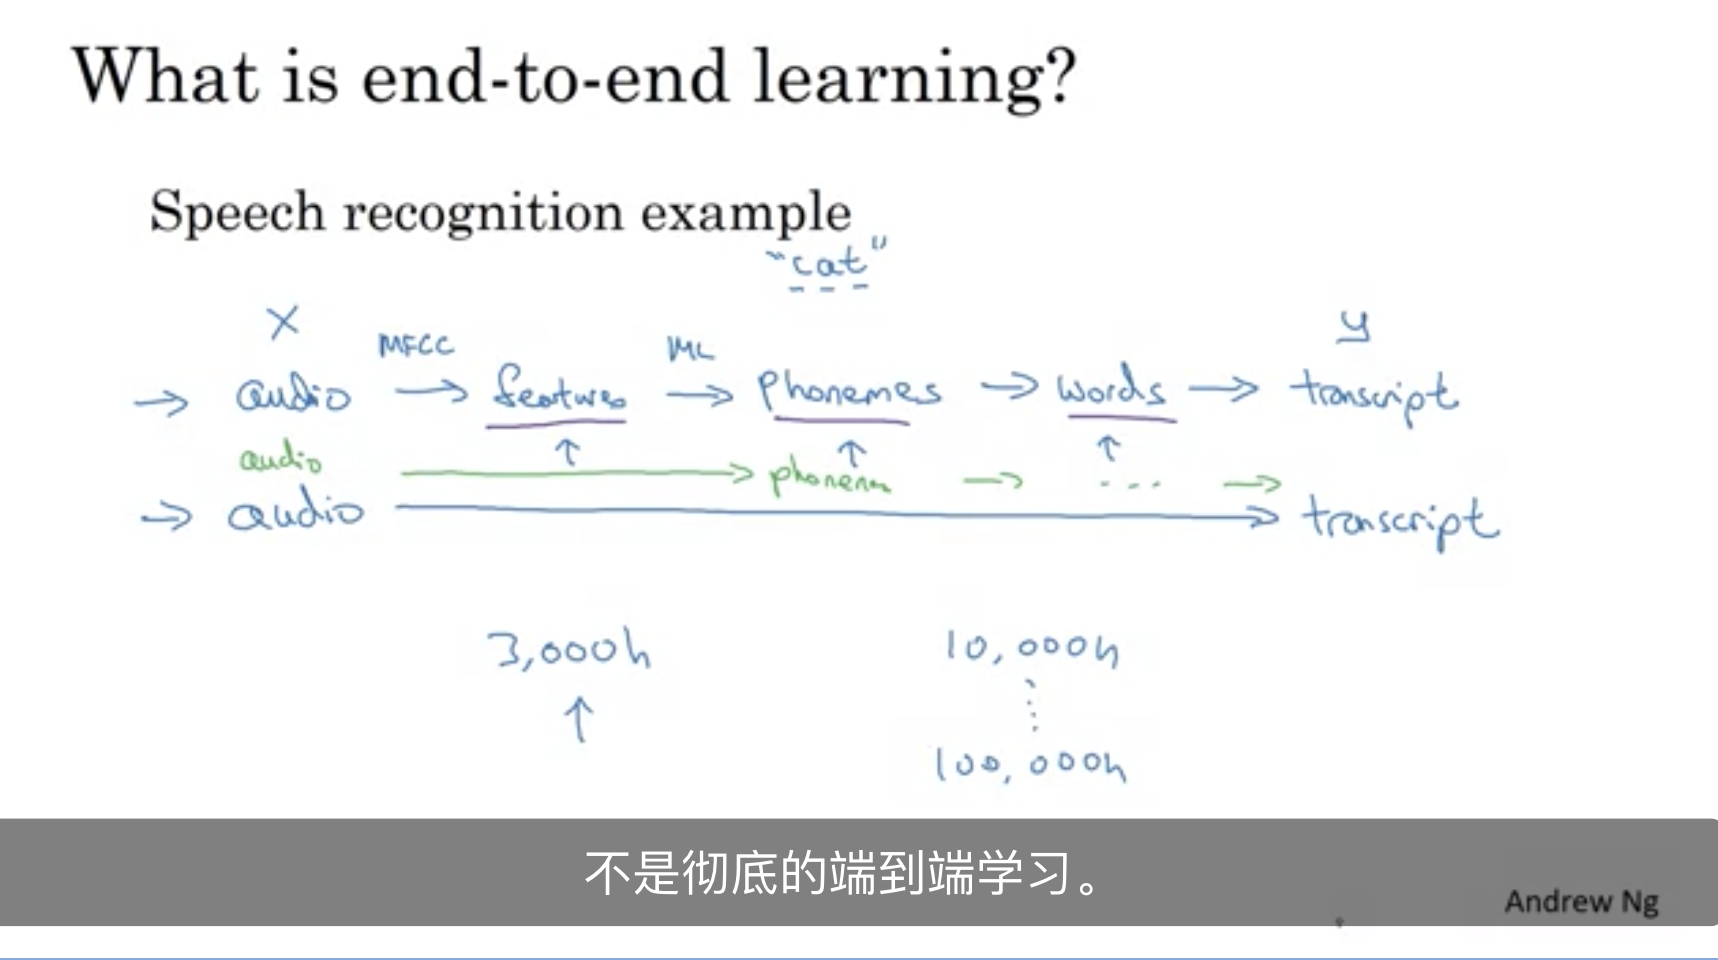 What is end-to-end learning?
Speech recognition example
"cat"
X MFCC ML y
→ audio → features → phonemes → words → transcript
audio → phonemes → ... →
→ audio → transcript
3,000h 10,000h
100,000h
不是彻底的端到端学习。
Andrew Ng